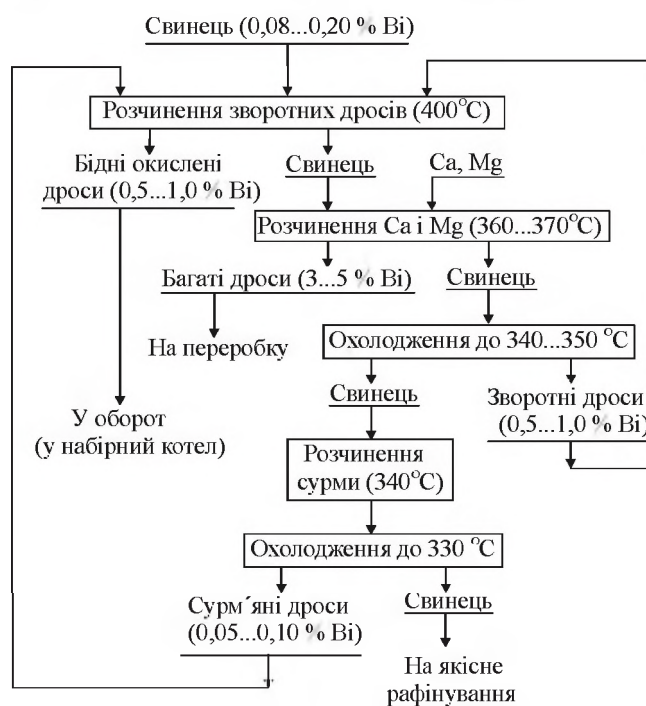 Свинець (0,08...0,20 % Bi)
Розчинення зворотних дросів (400°C)
Бідні окислені
дроси (0,5...1,0 % Bi)
Свинець
Ca, Mg
Розчинення Ca і Mg (360...370°C)
Багаті дроси (3...5 % Bi)
Свинець
На переробку
Охолодження до 340...350 °C
Свинець
Зворотні дроси
(0,5...1,0 % Bi)
У оборот
(у набірний котел)
Розчинення
сурми (340°C)
Охолодження до 330 °C
Сурм´яні дроси
(0,05...0,10 % Bi)
Свинець
На якісне
рафінування